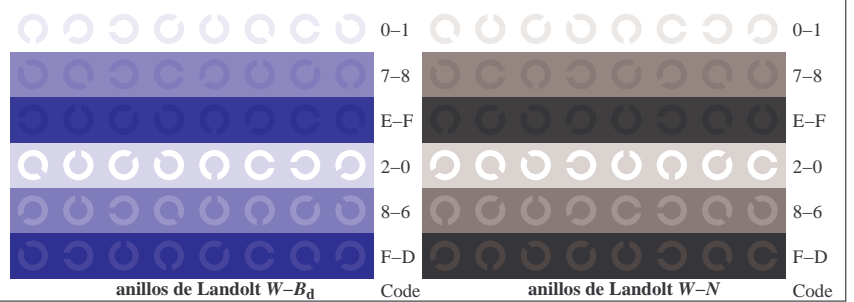 0–1 0–1
7–8 7–8
E–F E–F
2–0 2–0
8–6 8–6
F–D F–D
anillos de Landolt W–Bd Code anillos de Landolt W–N Code